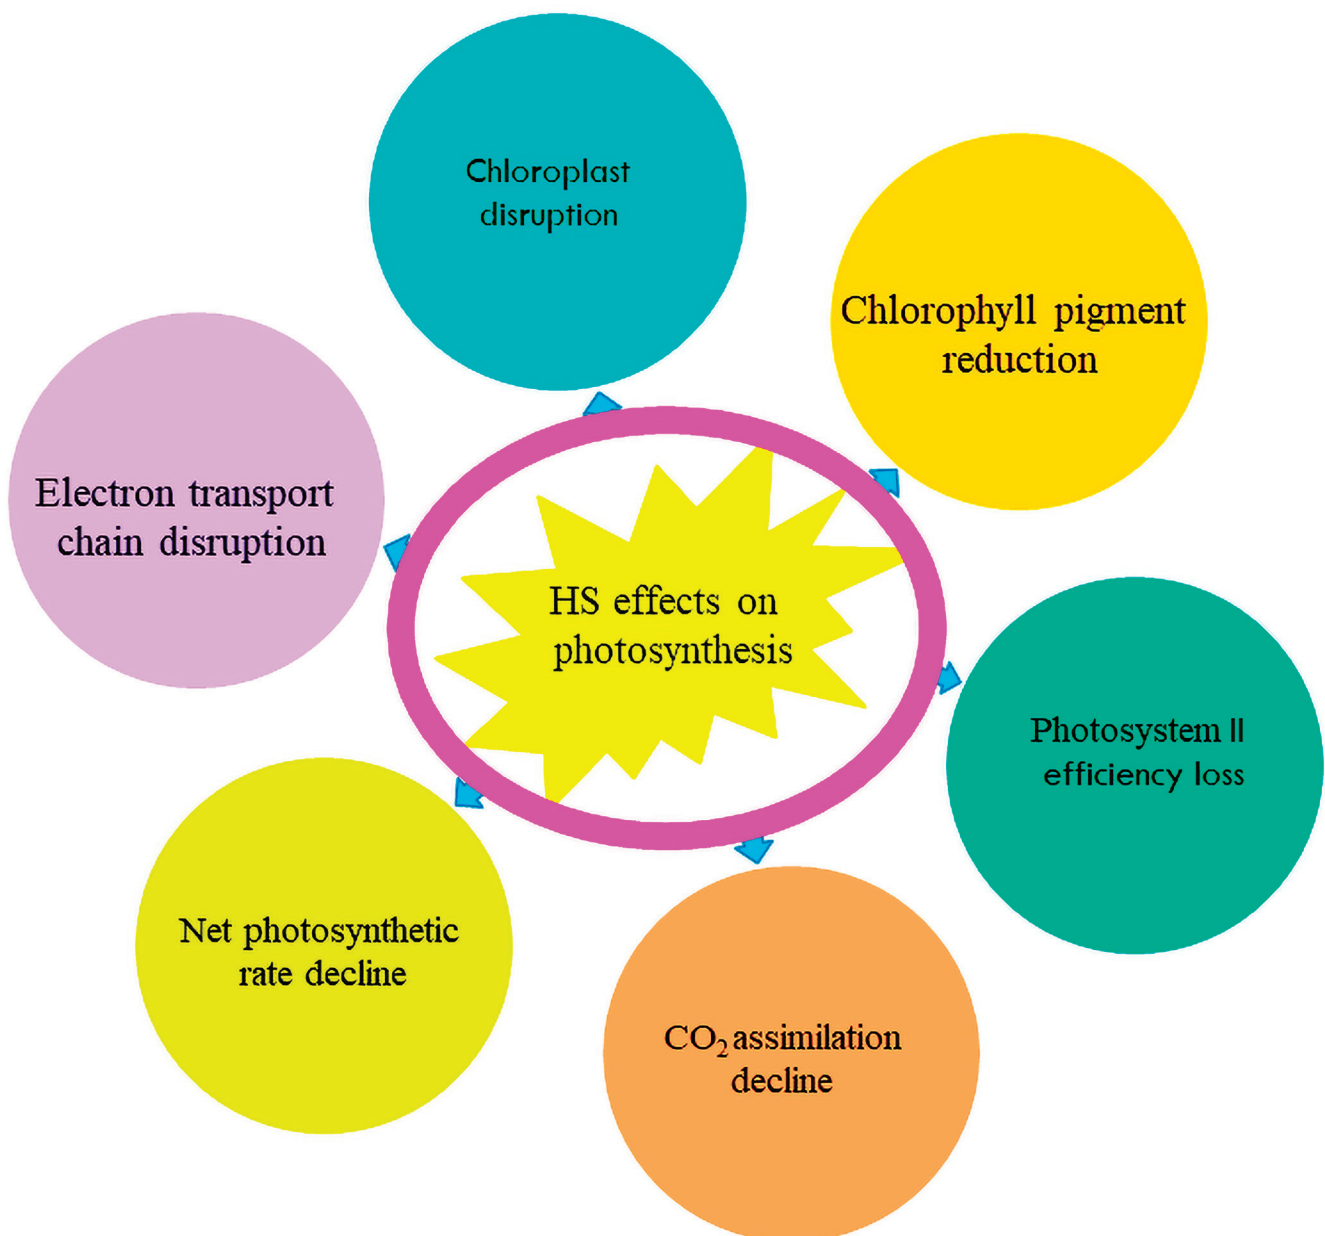 Chloroplast
disruption
Chlorophyll pigment
reduction
Electron transport
chain disruption
HS effects on
photosynthesis
Photosystem II
efficiency loss
Net photosynthetic
rate decline
CO₂ assimilation
decline